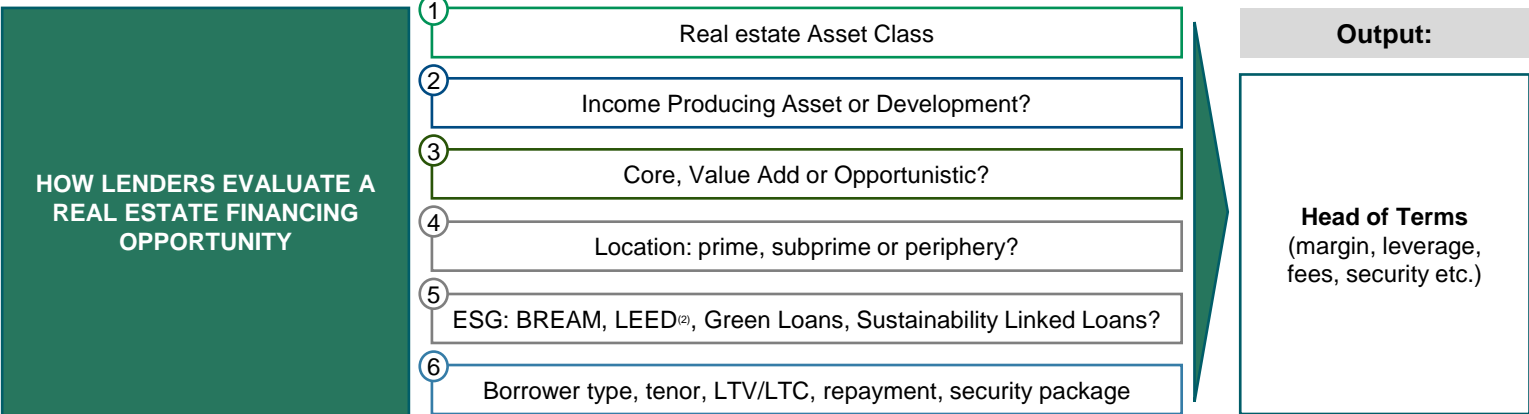 HOW LENDERS EVALUATE A
REAL ESTATE FINANCING
OPPORTUNITY
1
Real estate Asset Class
2
Income Producing Asset or Development?
3
Core, Value Add or Opportunistic?
4
Location: prime, subprime or periphery?
5
ESG: BREAM, LEED(2), Green Loans, Sustainability Linked Loans?
6
Borrower type, tenor, LTV/LTC, repayment, security package
Output:
Head of Terms
(margin, leverage,
fees, security etc.)